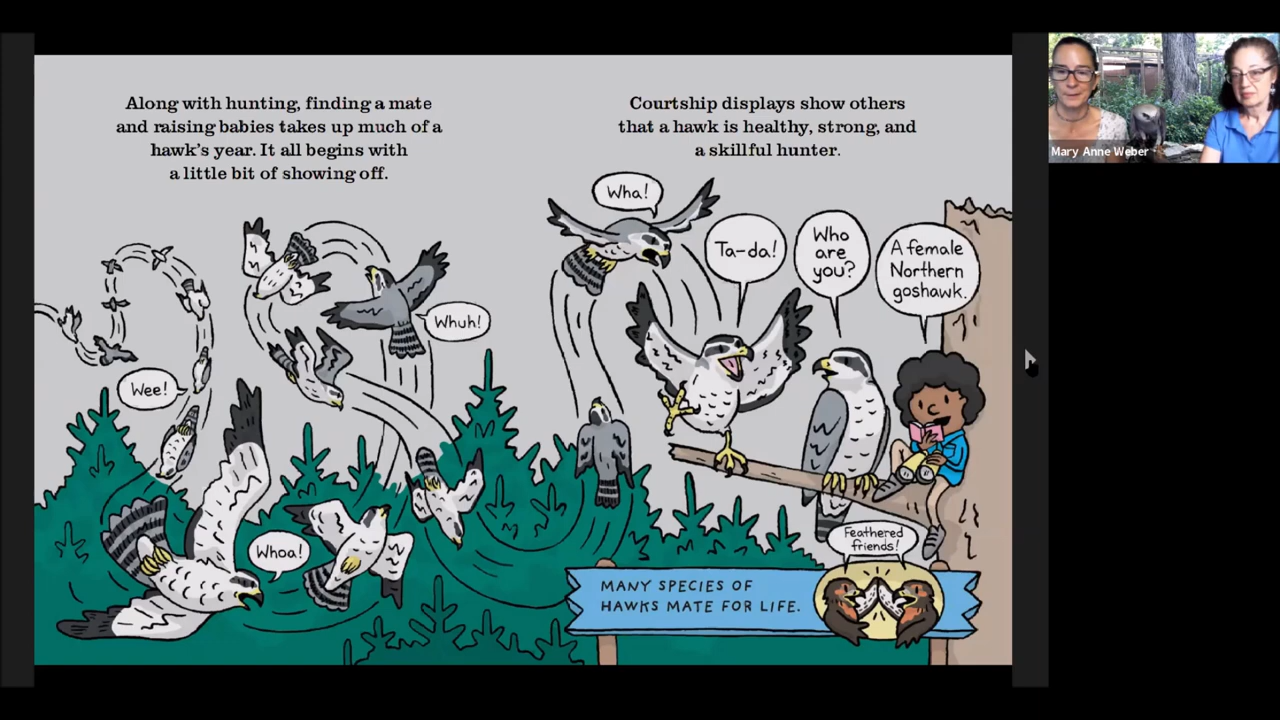 Along with hunting, finding a mate
and raising babies takes up much of a
hawk's year. It all begins with
a little bit of showing off.
Wee!
Whuh!
Whoa!
Courtship displays show others
that a hawk is healthy, strong, and
a skillful hunter.
Wha!
Ta-da!
Who
are
you?
A female
Northern
goshawk.
Feathered
friends!
MANY SPECIES OF
HAWKS MATE FOR LIFE.
Mary Anne Weber